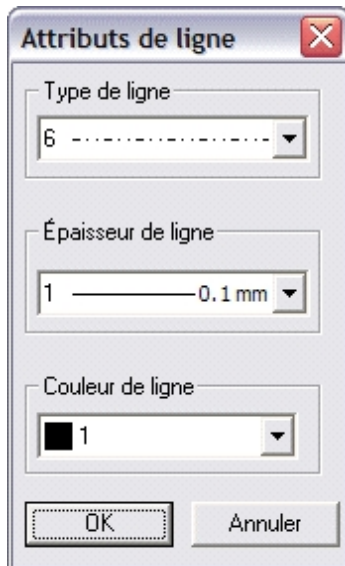 Attributs de ligne
Type de ligne
6
Épaisseur de ligne
1 0.1 mm
Couleur de ligne
1
OK Annuler